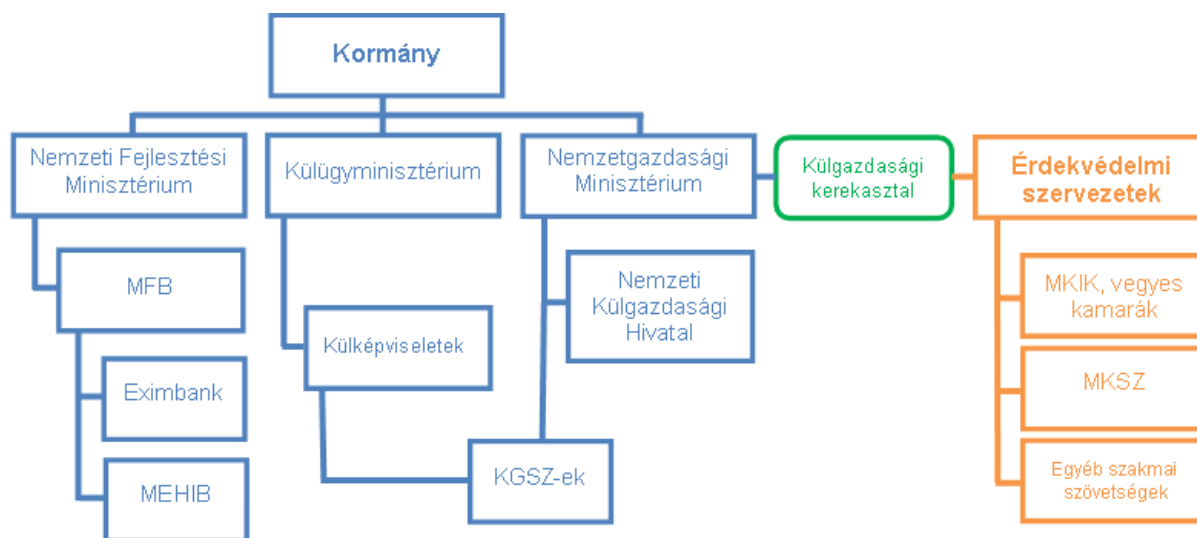 Kormány
Nemzeti Fejlesztési
Minisztérium
Külügyminisztérium
Nemzetgazdasági
Minisztérium
Külgazdasági
kerekasztal
Érdekvédelmi
szervezetek
MFB
Nemzeti
Külgazdasági
Hivatal
MKIK, vegyes
kamarák
Külképviseletek
Eximbank
MKSZ
MEHIB
KGSZ-ek
Egyéb szakmai
szövetségek